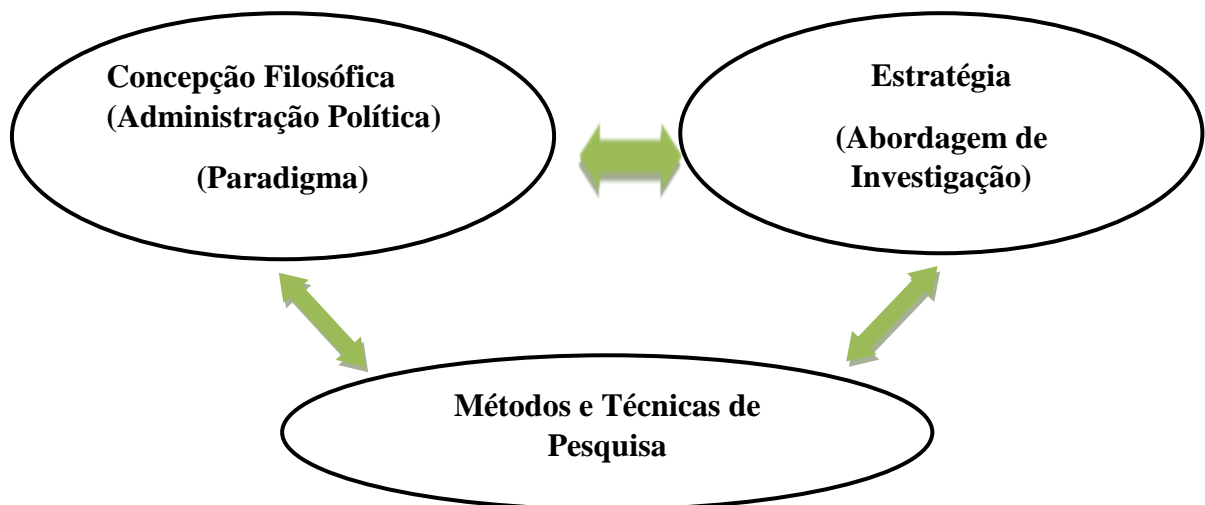 Concepção Filosófica
(Administração Política)
(Paradigma)
Estratégia
(Abordagem de
Investigação)
Métodos e Técnicas de
Pesquisa